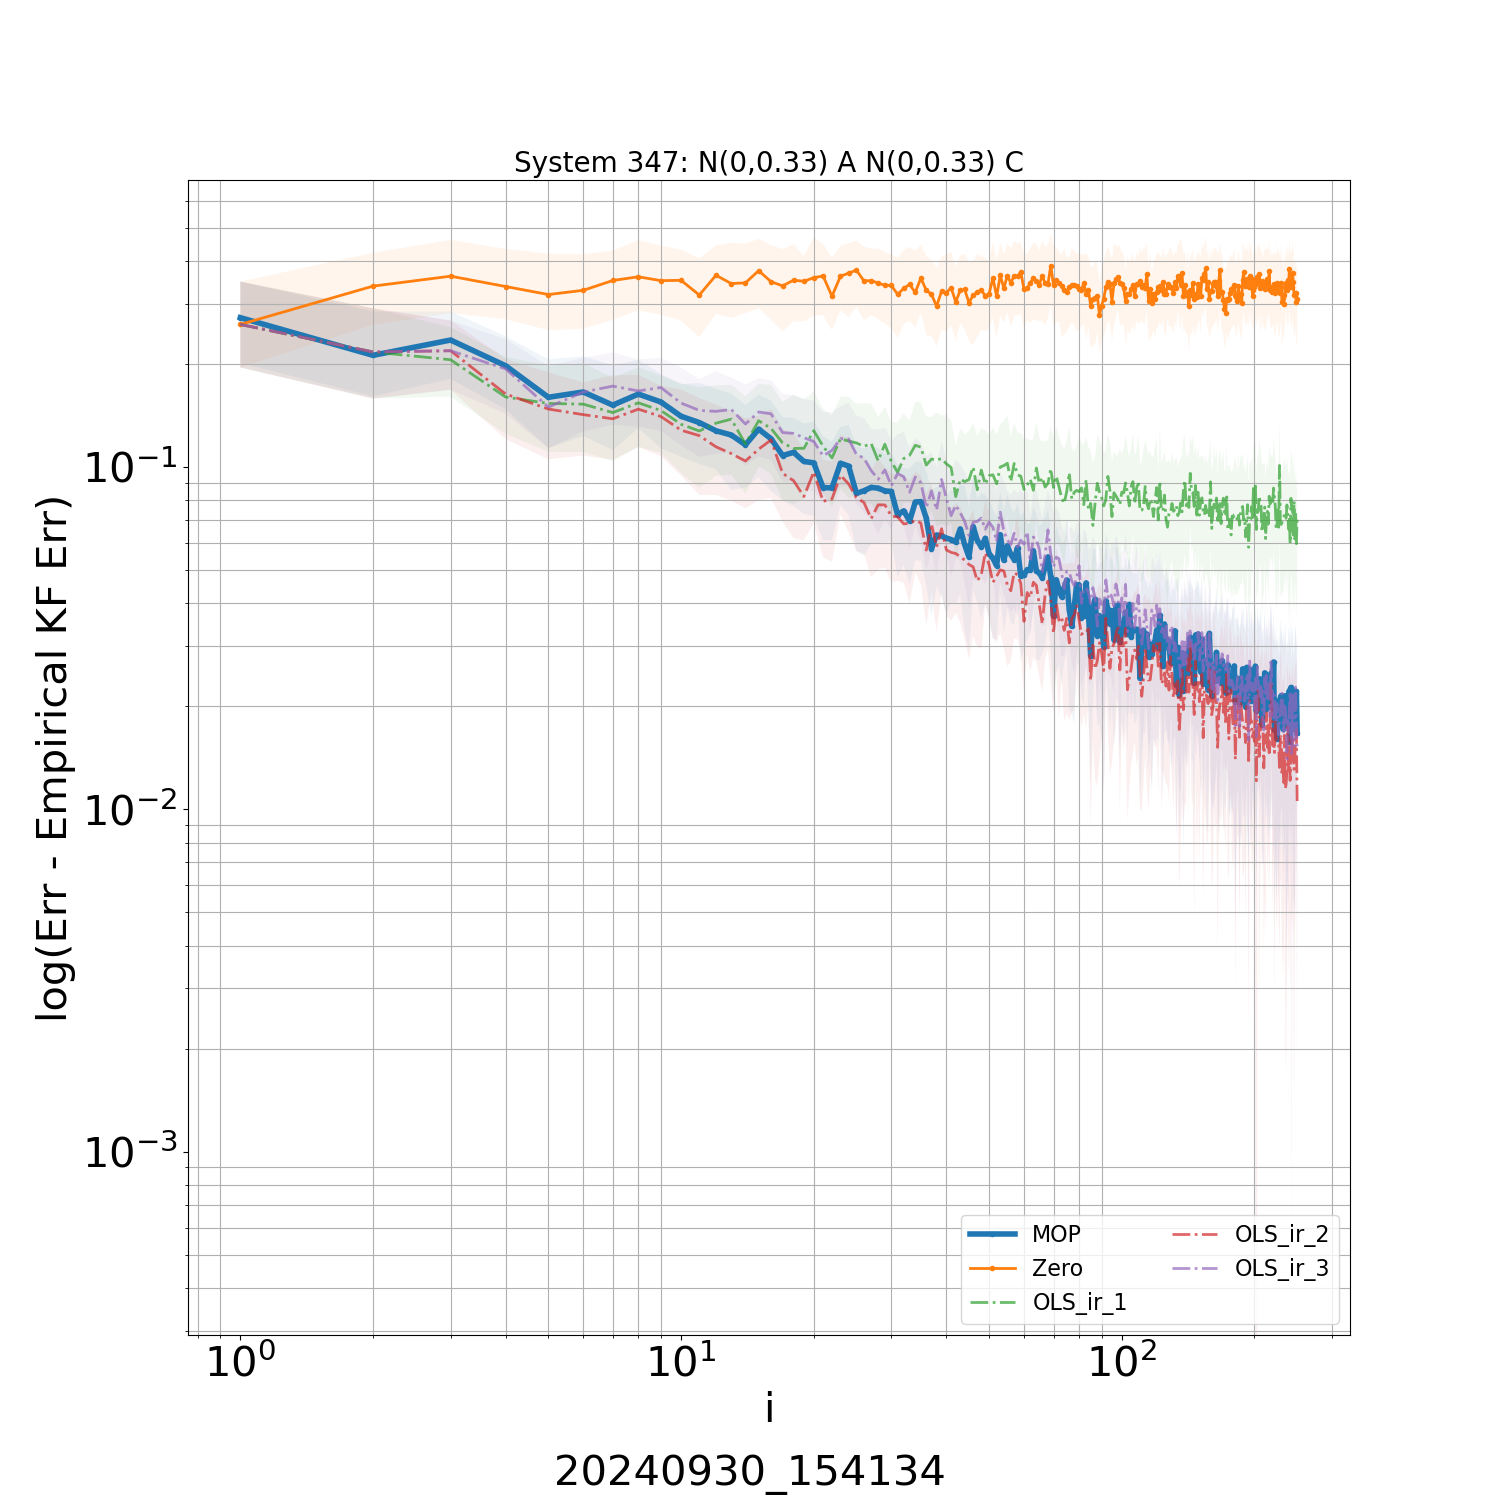 System 347: N(0,0.33) A N(0,0.33) C
log(Err - Empirical KF Err)
10⁻¹
10⁻²
10⁻³
MOP
Zero
OLS_ir_1
OLS_ir_2
OLS_ir_3
10⁰ 10¹ 10²
i
20240930_154134